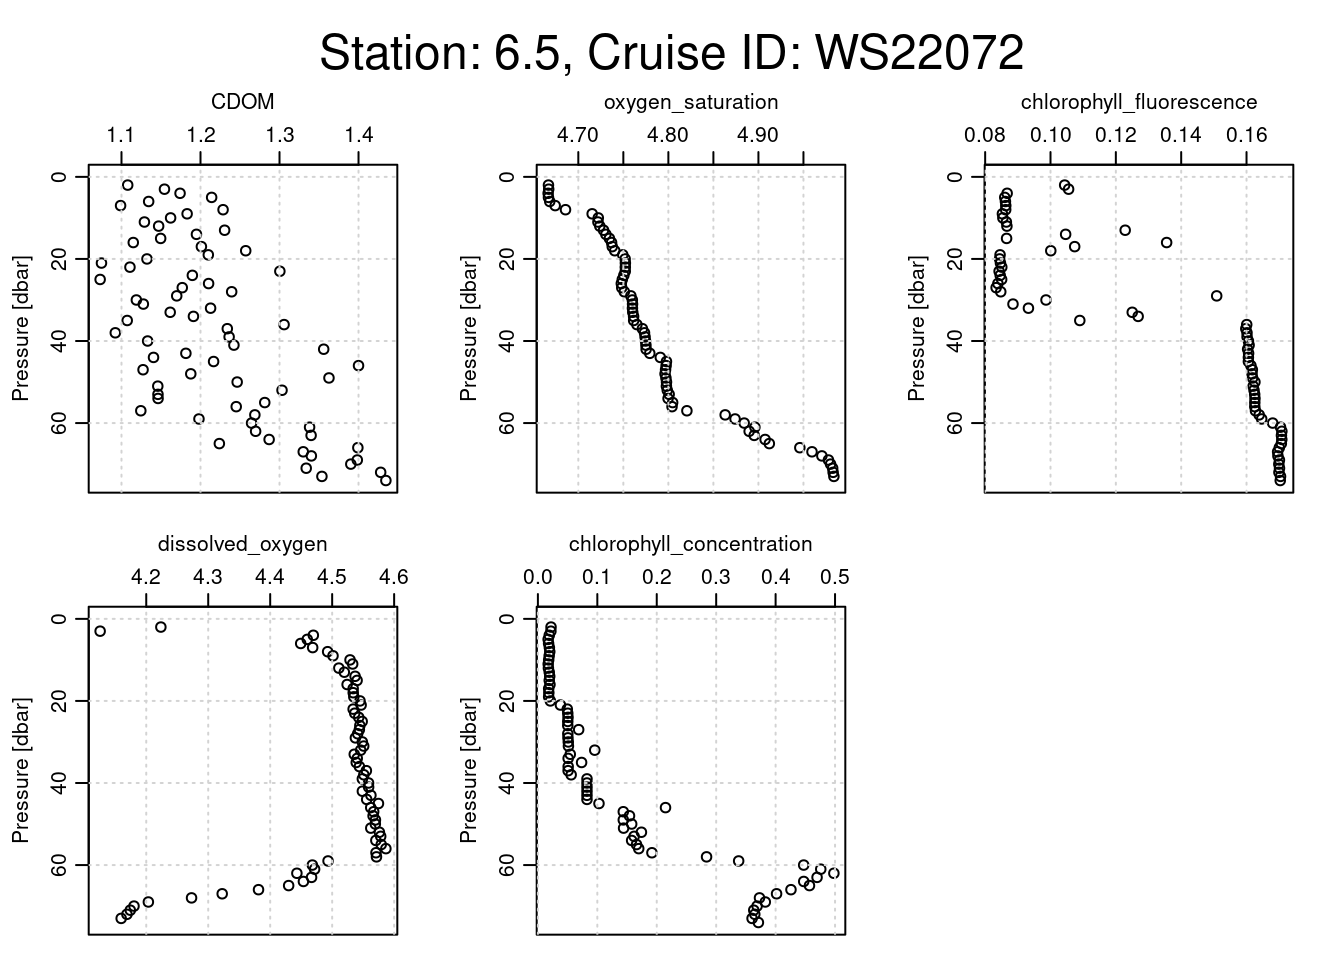 Station: 6.5, Cruise ID: WS22072
CDOM
1.1 1.2 1.3 1.4
0
20
40
60
Pressure [dbar]
oxygen_saturation
4.70 4.80 4.90
0
20
40
60
Pressure [dbar]
chlorophyll_fluorescence
0.08 0.10 0.12 0.14 0.16
0
20
40
60
Pressure [dbar]
dissolved_oxygen
4.2 4.3 4.4 4.5 4.6
0
20
40
60
Pressure [dbar]
chlorophyll_concentration
0.0 0.1 0.2 0.3 0.4 0.5
0
20
40
60
Pressure [dbar]